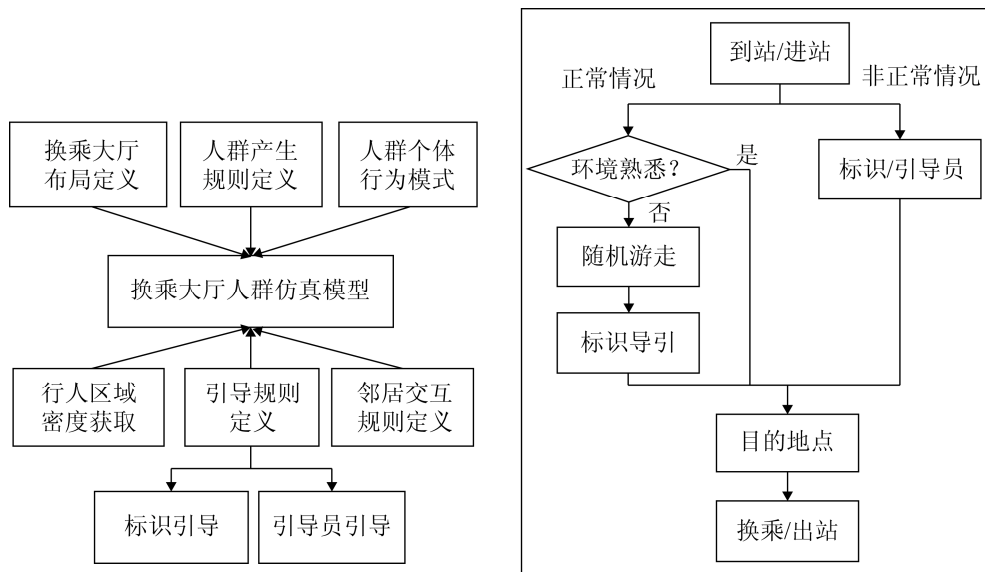 换乘大厅
布局定义
人群产生
规则定义
人群个体
行为模式
换乘大厅人群仿真模型
行人区域
密度获取
引导规则
定义
邻居交互
规则定义
标识引导
引导员引导
到站/进站
正常情况
非正常情况
环境熟悉？
是
标识/引导员
否
随机游走
标识导引
目的地点
换乘/出站